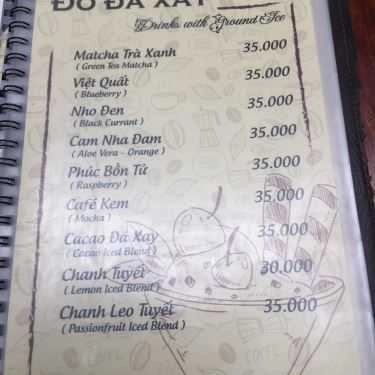 ĐỒ ĐÁ XAY
Drinks with Ground Ice
Matcha Trà Xanh 35.000
( Green Tea Matcha )
Việt Quất 35.000
( Blueberry )
Nho Đen 35.000
( Black Currant )
Cam Nha Đam 35.000
( Aloe Vera - Orange )
Phúc Bồn Tử 35.000
( Raspberry )
Café Kem 35.000
( Mocha )
Cacao Đá Xay 35.000
( Cacao Iced Blend )
Chanh Tuyết 30.000
( Lemon Iced Blend )
Chanh Leo Tuyết 35.000
( Passionfruit Iced Blend )